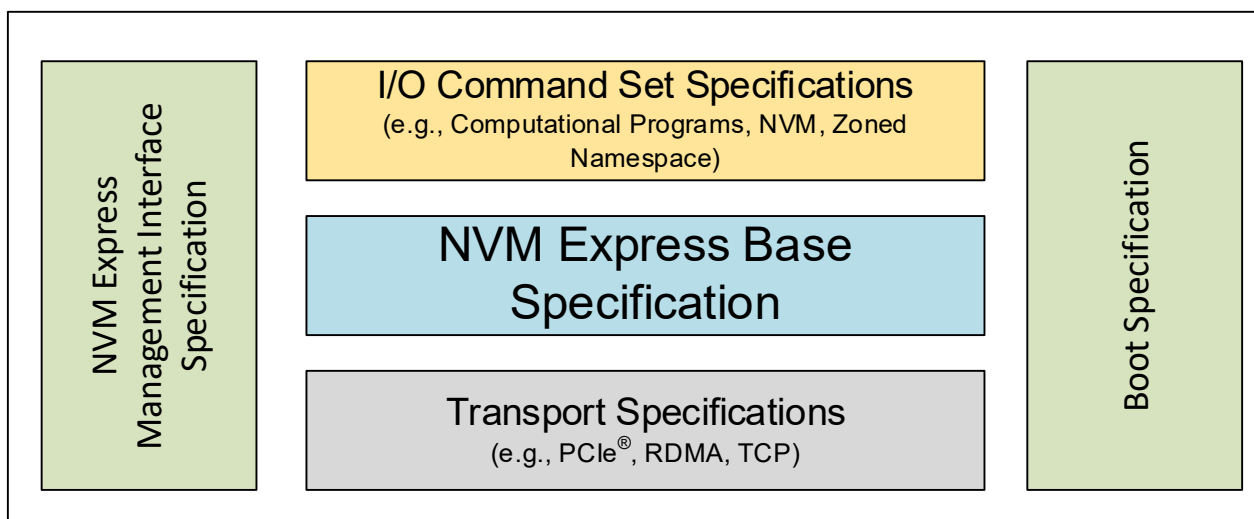 NVM Express
Management Interface
Specification
I/O Command Set Specifications
(e.g., Computational Programs, NVM, Zoned
Namespace)
NVM Express Base
Specification
Transport Specifications
(e.g., PCIe®, RDMA, TCP)
Boot Specification